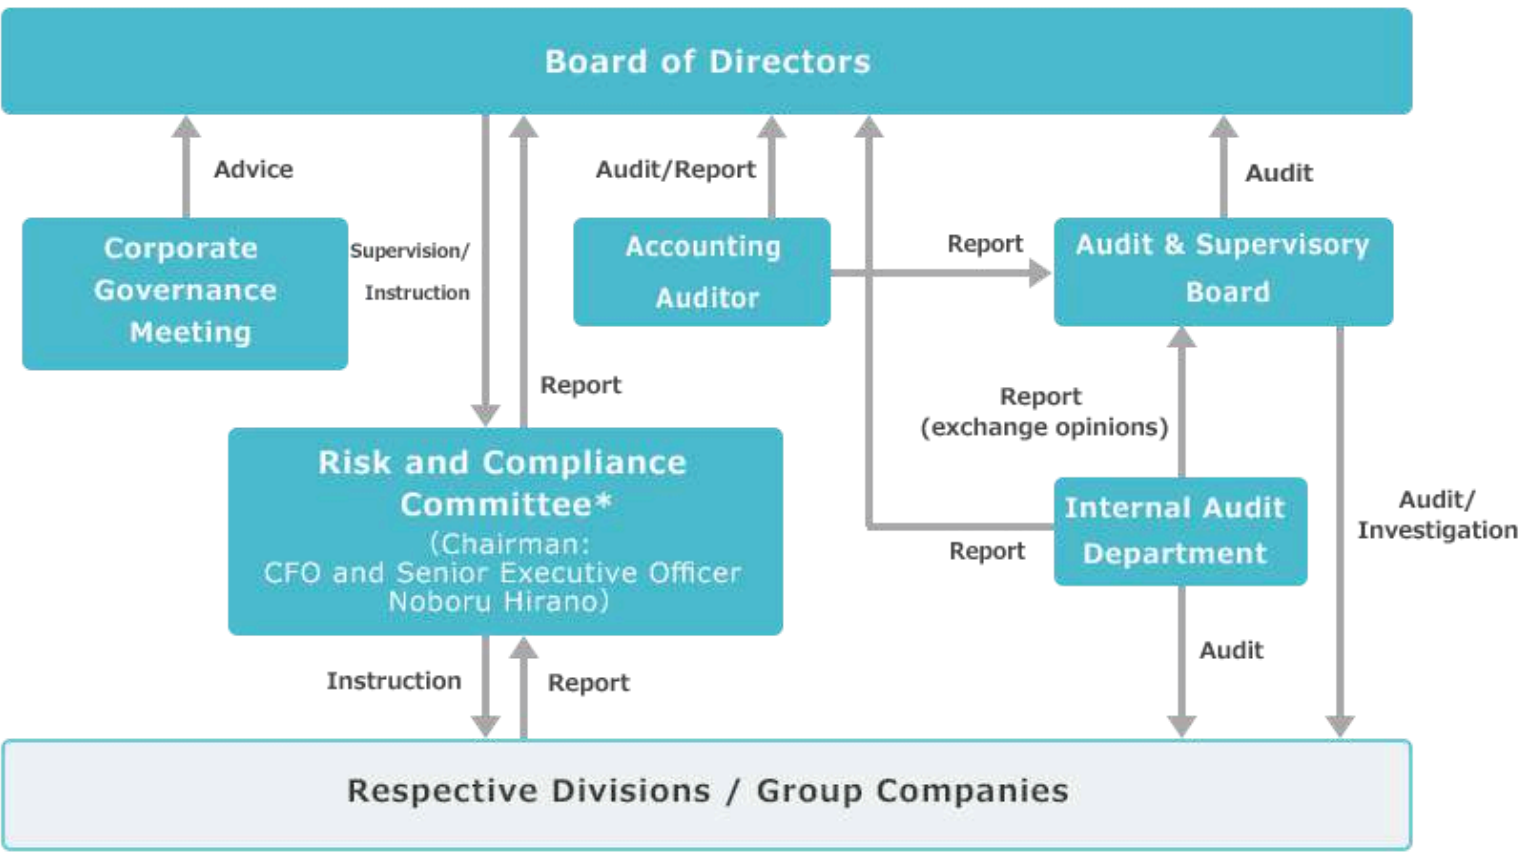 Board of Directors
Advice
Audit/Report
Audit
Corporate
Governance
Meeting
Supervision/
Instruction
Accounting
Auditor
Report
Audit & Supervisory
Board
Report
Report
(exchange opinions)
Risk and Compliance
Committee*
(Chairman:
CFO and Senior Executive Officer
Noboru Hirano)
Internal Audit
Department
Report
Audit/
Investigation
Audit
Instruction
Report
Respective Divisions / Group Companies